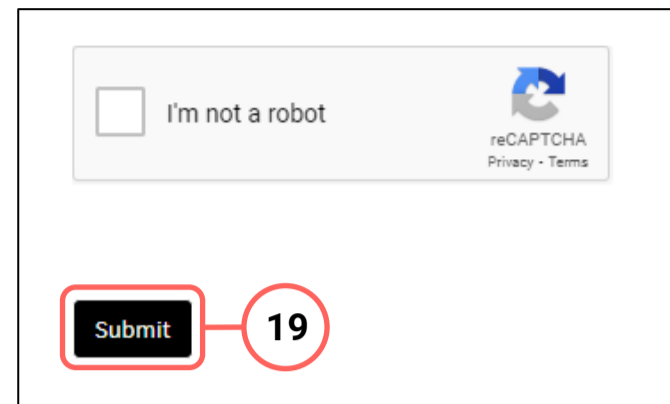 I'm not a robot
reCAPTCHA
Privacy - Terms
Submit
19